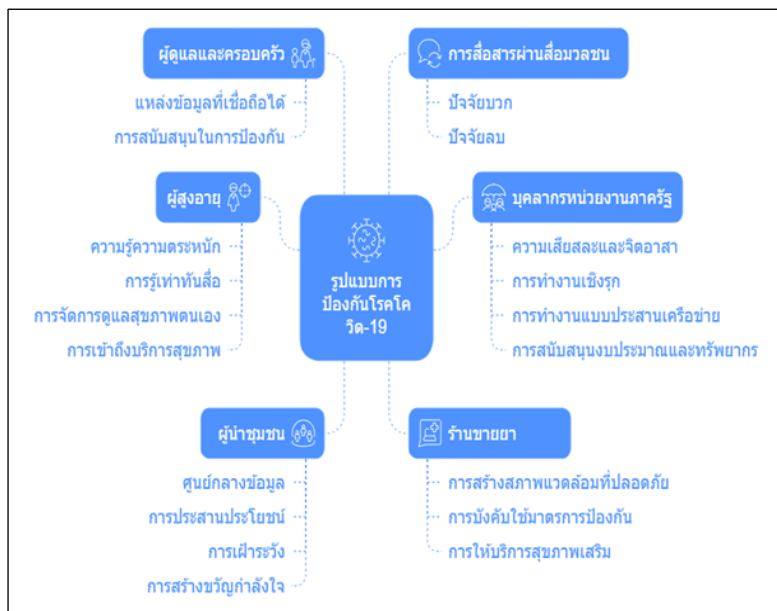 ผู้ดูแลและครอบครัว
แหล่งข้อมูลที่เชื่อถือได้
การสนับสนุนในการป้องกัน
การสื่อสารผ่านสื่อมวลชน
ปัจจัยบวก
ปัจจัยลบ
ผู้สูงอายุ
ความรู้ความตระหนัก
การรู้เท่าทันสื่อ
การจัดการดูแลสุขภาพตนเอง
การเข้าถึงบริการสุขภาพ
รูปแบบการ
ป้องกันโรคโค
วิด-19
บุคลากรหน่วยงานภาครัฐ
ความเสียสละและจิตอาสา
การทำงานเชิงรุก
การทำงานแบบประสานเครือข่าย
การสนับสนุนงบประมาณและทรัพยากร
ผู้นำชุมชน
ศูนย์กลางข้อมูล
การประสานประโยชน์
การเฝ้าระวัง
การสร้างขวัญกำลังใจ
ร้านขายยา
การสร้างสภาพแวดล้อมที่ปลอดภัย
การบังคับใช้มาตรการป้องกัน
การให้บริการสุขภาพเสริม